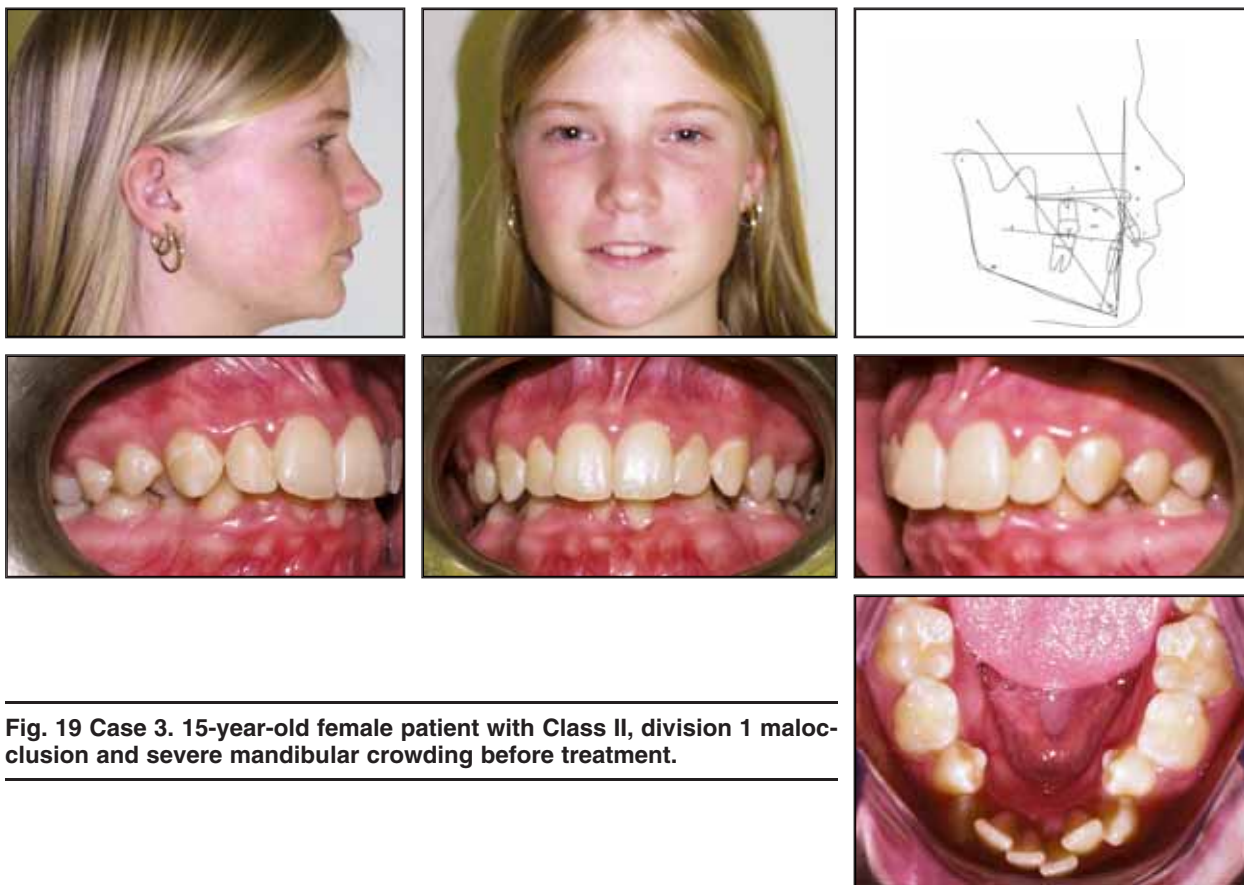 Fig. 19 Case 3. 15-year-old female patient with Class II, division 1 maloc-
clusion and severe mandibular crowding before treatment.